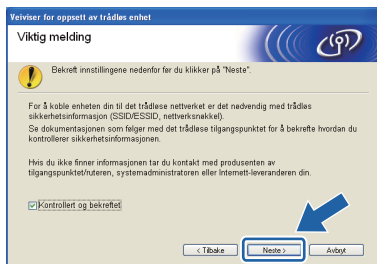 Veiviser for oppsett av trådløs enhet
Viktig melding
Bekreft innstillingene nedenfor før du klikker på "Neste".
For å koble enheten din til det trådløse nettverket er det nødvendig med trådløs
sikkerhetsinformasjon (SSID/ESSID, nettverksnøkkel).
Se dokumentasjonen som følger med det trådløse tilgangspunktet for å bekrefte hvordan du
kontrollerer sikkerhetsinformasjonen.
Hvis du ikke finner informasjonen tar du kontakt med produsenten av
tilgangspunktet/ruteren, systemadministratoren eller Internett-leverandøren din.
Kontrollert og bekreftet
< Tilbake Neste > Avbryt